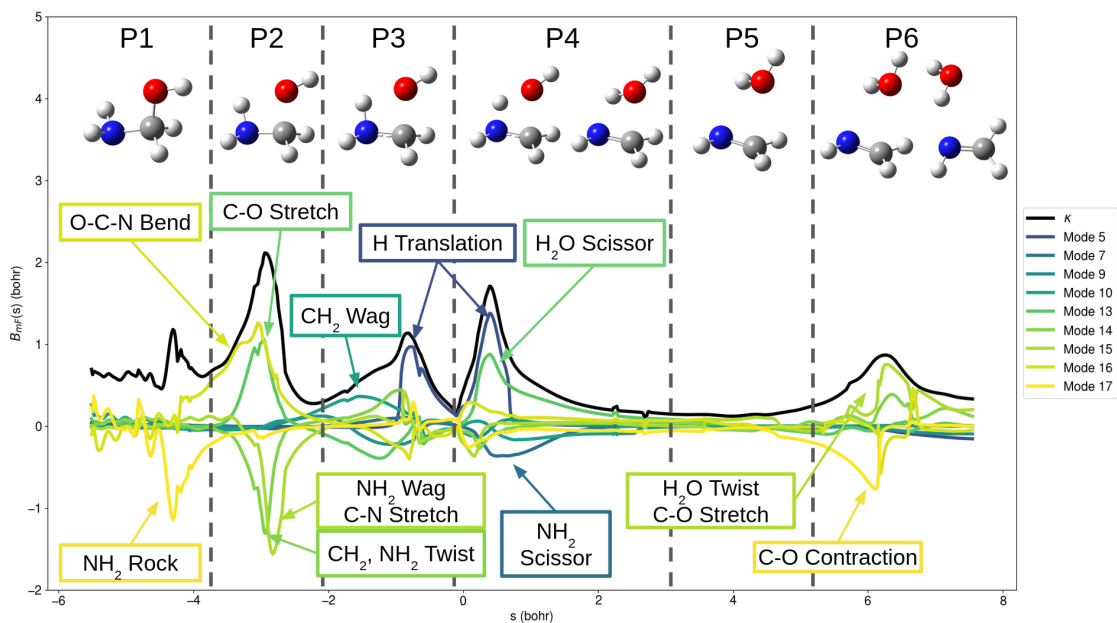 P1 P2 P3 P4 P5 P6
O-C-N Bend
C-O Stretch
H Translation
H₂O Scissor
CH₂ Wag
NH₂ Rock
NH₂ Wag
C-N Stretch
CH₂, NH₂ Twist
NH₂
Scissor
H₂O Twist
C-O Stretch
C-O Contraction
5
4
3
2
1
0
−1
−2
B_mF(s) (bohr)
−6 −4 −2 0 2 4 6 8
s (bohr)
κ
Mode 5
Mode 7
Mode 9
Mode 10
Mode 13
Mode 14
Mode 15
Mode 16
Mode 17